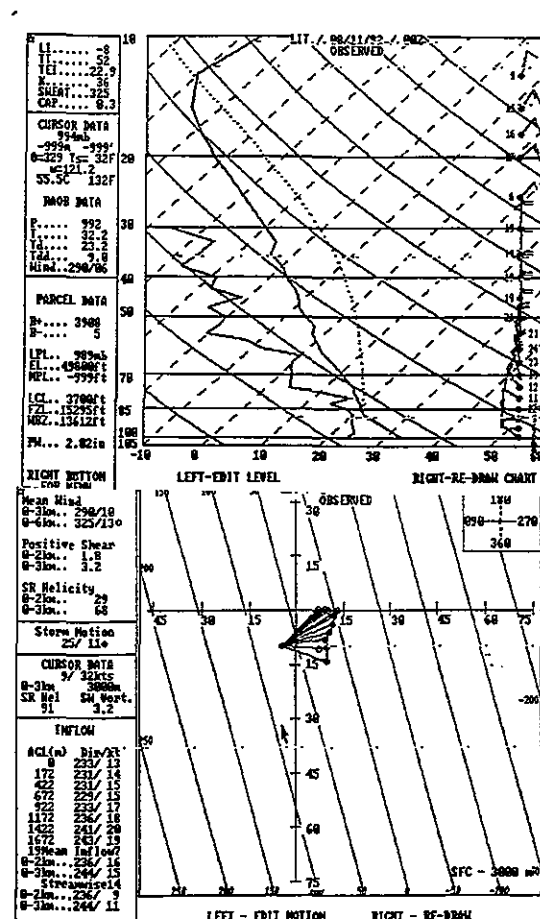 LIT / 08/11/92 / 00Z
OBSERVED
LI...... -8
TT...... 52
TEI.....22.9
K....... 36
SWEAT...325
CAP..... 0.3
CURSOR DATA
994mb
-999m -999'
θ=329 Ts= 32F
w=121.2
55.5C 132F
RAOB DATA
P..... 992
T..... 32.2
Td.... 23.2
Tdd... 9.0
Wind..290/06
PARCEL DATA
B+.... 3908
B-.... 5
LPL.. 989mb
EL..49800ft
MPL.. -999ft
LCL.. 3700ft
FZL..15295ft
WBZ..13612ft
PW... 2.02in
RIGHT BOTTOM
FOR MENU
10
20
30
40
50
70
85
100
105
-10 0 10 20 30 40 50
LEFT-EDIT LEVEL RIGHT-RE-DRAW CHART
Mean Wind
0-3km.. 290/10
0-6km.. 325/13
Positive Shear
0-2km.. 1.8
0-3km.. 3.2
SR Helicity
0-2km.. 29
0-3km.. 68
Storm Motion
25/ 11
CURSOR DATA
9/ 32kts
0-3km 3000m
SR Hel SW Vort.
91 3.2
INFLOW
AGL(m) Dir/Kt
0 233/ 13
172 231/ 14
422 231/ 15
672 229/ 15
922 233/ 17
1172 236/ 18
1422 241/ 20
1672 243/ 19
Mean Inflow
0-2km...236/ 16
0-3km...244/ 15
Streamwise
0-2km...236/ 9
0-3km...244/ 11
OBSERVED
180
090 270
360
30
15
45 30 15 15 30 45 60 75
15
30
45
60
75
-200
SFC - 3000 m
LEFT - EDIT MOTION RIGHT - RE-DRAW